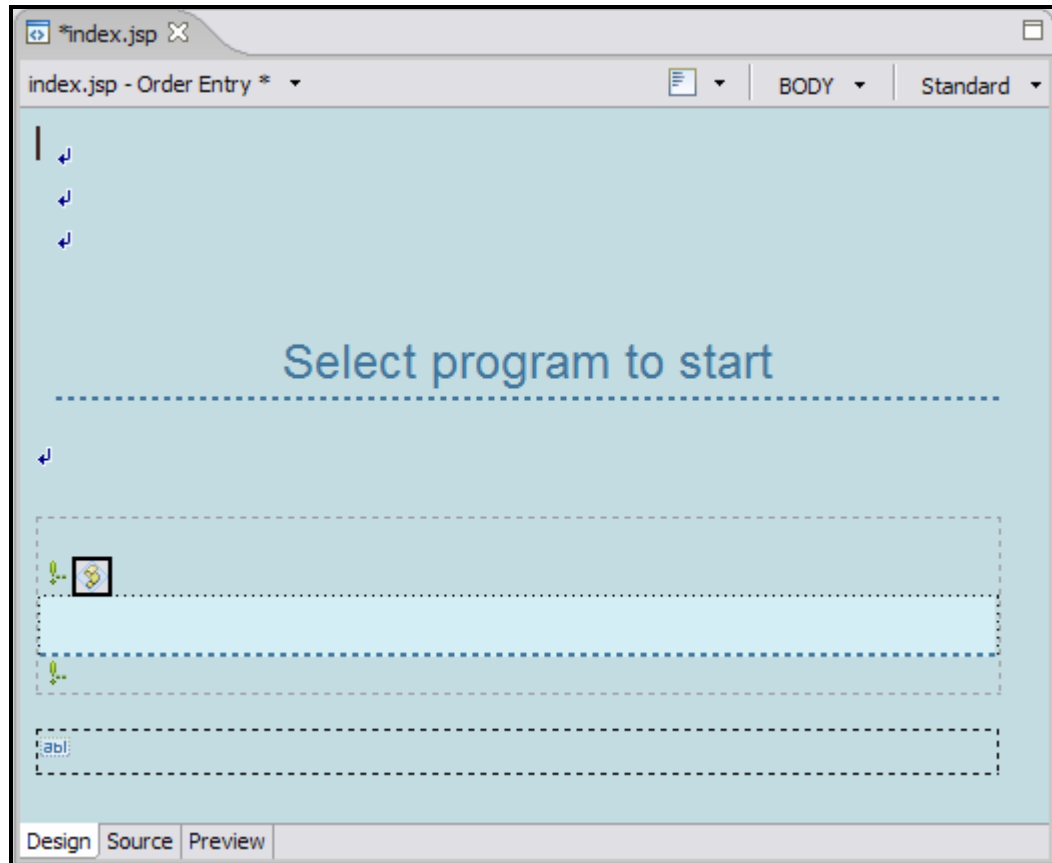 *index.jsp
index.jsp - Order Entry * BODY Standard
Select program to start
abl
Design Source Preview